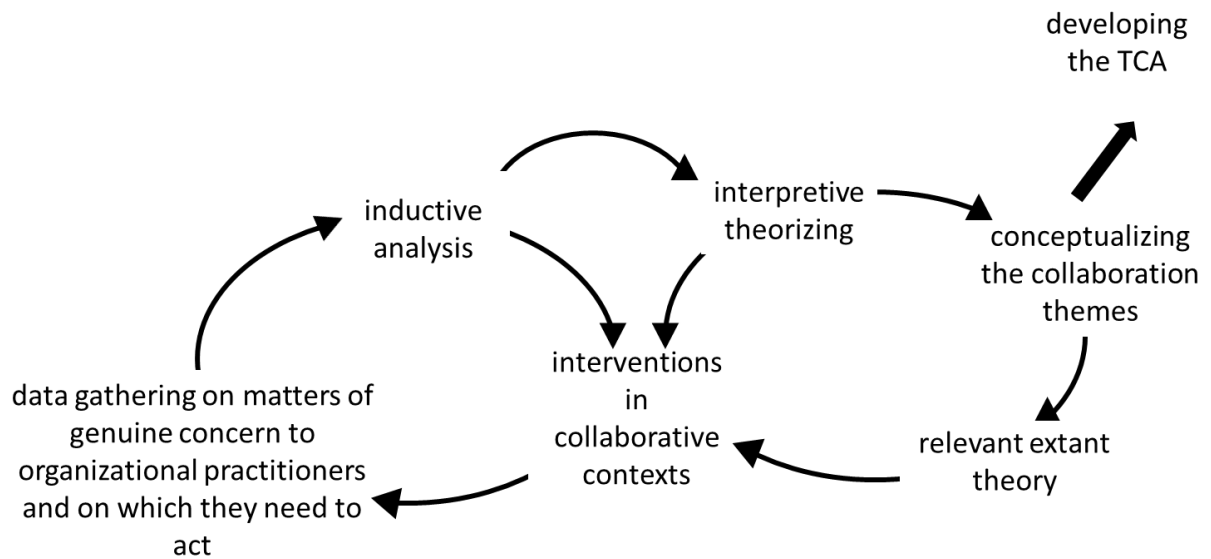 developing
the TCA
inductive
analysis
interpretive
theorizing
conceptualizing
the collaboration
themes
interventions
in
collaborative
contexts
data gathering on matters of
genuine concern to
organizational practitioners
and on which they need to
act
relevant extant
theory